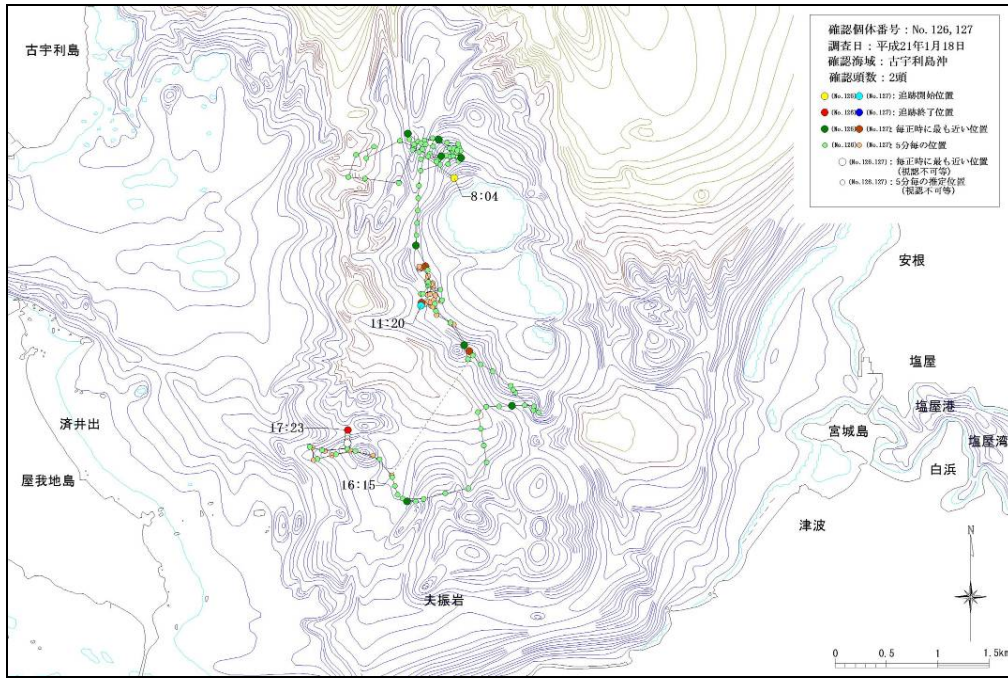 古宇利島
確認個体番号：No. 126, 127
調査日：平成21年1月18日
確認海域：古宇利島沖
確認頭数：2頭
(No.126) (No.127)：追跡開始位置
(No.126) (No.127)：追跡終了位置
(No.126) (No.127)：毎正時に最も近い位置
(No.126) (No.127)：5分毎の位置
(No.126.127)：毎正時に最も近い位置
(視認不可等)
(No.126.127)：5分毎の推定位置
(視認不可等)
8:04
安根
11:20
塩屋
塩屋港
済井出
17:23
宮城島
塩屋湾
屋我地島
16:15
白浜
津波
夫振岩
N
0 0.5 1 1.5km